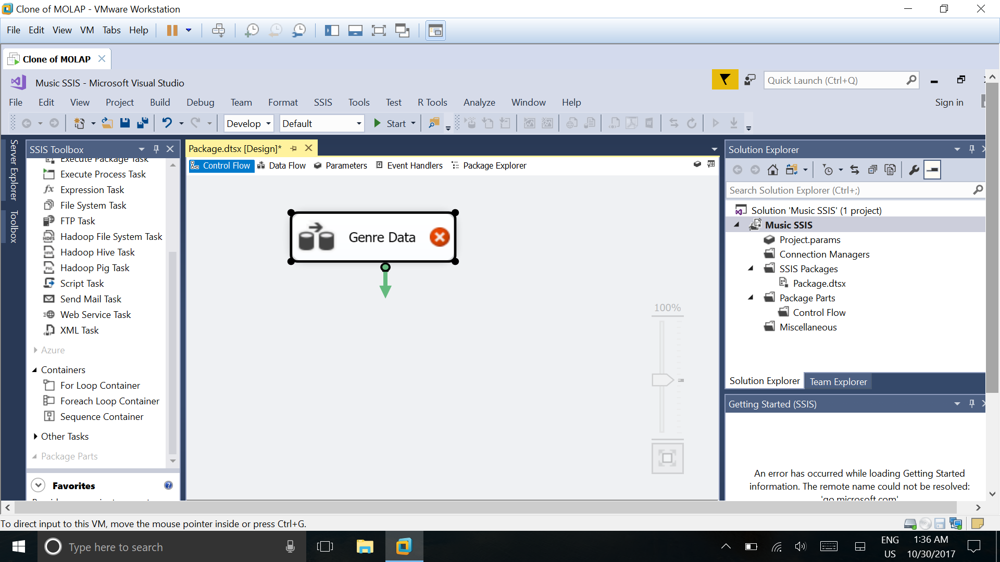 Clone of MOLAP - VMware Workstation
File Edit View VM Tabs Help
Clone of MOLAP
Music SSIS - Microsoft Visual Studio
Quick Launch (Ctrl+Q)
File Edit View Project Build Debug Team Format SSIS Tools Test R Tools Analyze Window Help
Sign in
Develop Default Start
Server Explorer
Toolbox
SSIS Toolbox
Execute Package Task
Execute Process Task
Expression Task
File System Task
FTP Task
Hadoop File System Task
Hadoop Hive Task
Hadoop Pig Task
Script Task
Send Mail Task
Web Service Task
XML Task
Azure
Containers
For Loop Container
Foreach Loop Container
Sequence Container
Other Tasks
Package Parts
Favorites
Package.dtsx [Design]*
Control Flow Data Flow Parameters Event Handlers Package Explorer
Genre Data
100%
Solution Explorer
Search Solution Explorer (Ctrl+;)
Solution 'Music SSIS' (1 project)
Music SSIS
Project.params
Connection Managers
SSIS Packages
Package.dtsx
Package Parts
Control Flow
Miscellaneous
Solution Explorer Team Explorer
Getting Started (SSIS)
An error has occurred while loading Getting Started
information. The remote name could not be resolved:
'go.microsoft.com'
To direct input to this VM, move the mouse pointer inside or press Ctrl+G.
Type here to search
ENG
US
1:36 AM
10/30/2017